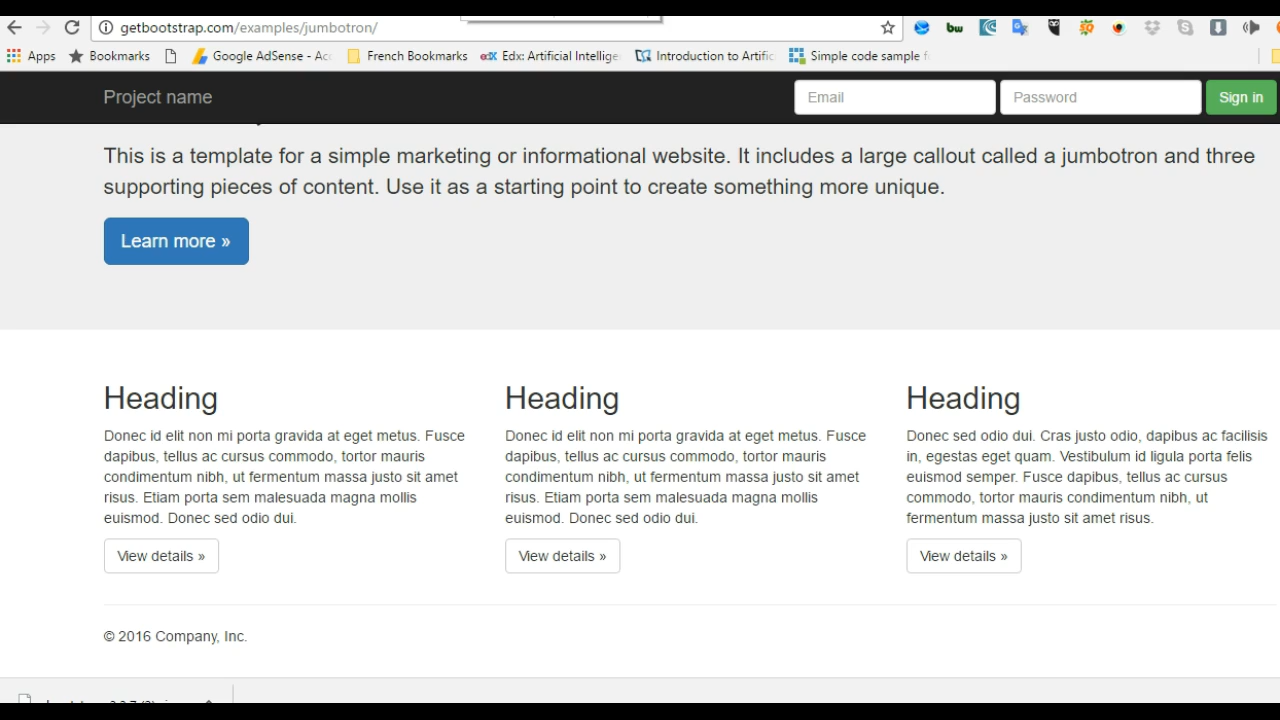 getbootstrap.com/examples/jumbotron/
bw
Apps Bookmarks Google AdSense - Ac French Bookmarks edX Edx: Artificial Intellige Introduction to Artific Simple code sample f
Project name Email Password Sign in
This is a template for a simple marketing or informational website. It includes a large callout called a jumbotron and three
supporting pieces of content. Use it as a starting point to create something more unique.
Learn more »
Heading
Donec id elit non mi porta gravida at eget metus. Fusce
dapibus, tellus ac cursus commodo, tortor mauris
condimentum nibh, ut fermentum massa justo sit amet
risus. Etiam porta sem malesuada magna mollis
euismod. Donec sed odio dui.
View details »
Heading
Donec id elit non mi porta gravida at eget metus. Fusce
dapibus, tellus ac cursus commodo, tortor mauris
condimentum nibh, ut fermentum massa justo sit amet
risus. Etiam porta sem malesuada magna mollis
euismod. Donec sed odio dui.
View details »
Heading
Donec sed odio dui. Cras justo odio, dapibus ac facilisis
in, egestas eget quam. Vestibulum id ligula porta felis
euismod semper. Fusce dapibus, tellus ac cursus
commodo, tortor mauris condimentum nibh, ut
fermentum massa justo sit amet risus.
View details »
© 2016 Company, Inc.